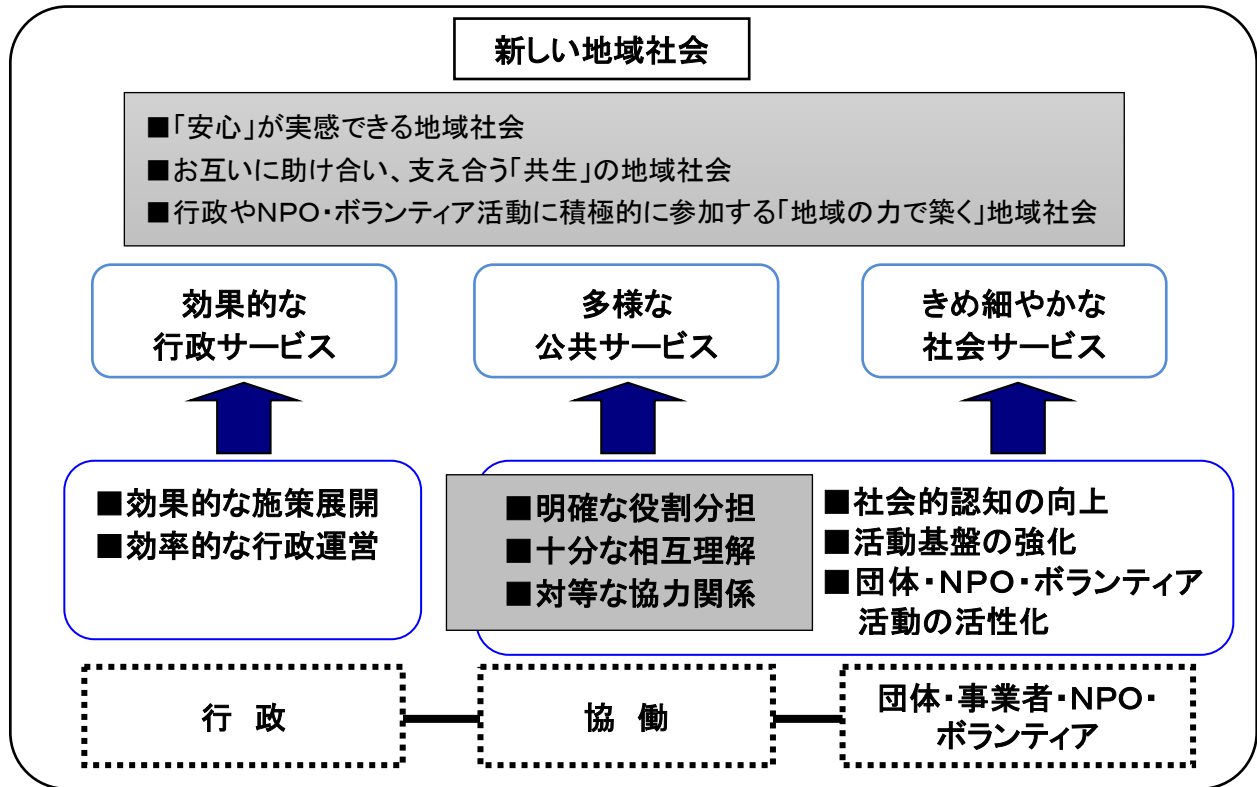 新しい地域社会
■「安心」が実感できる地域社会
■お互いに助け合い、支え合う「共生」の地域社会
■行政やNPO・ボランティア活動に積極的に参加する「地域の力で築く」地域社会
効果的な
行政サービス
多様な
公共サービス
きめ細やかな
社会サービス
■効果的な施策展開
■効率的な行政運営
■明確な役割分担
■十分な相互理解
■対等な協力関係
■社会的認知の向上
■活動基盤の強化
■団体・NPO・ボランティア
活動の活性化
行 政
協 働
団体・事業者・NPO・
ボランティア